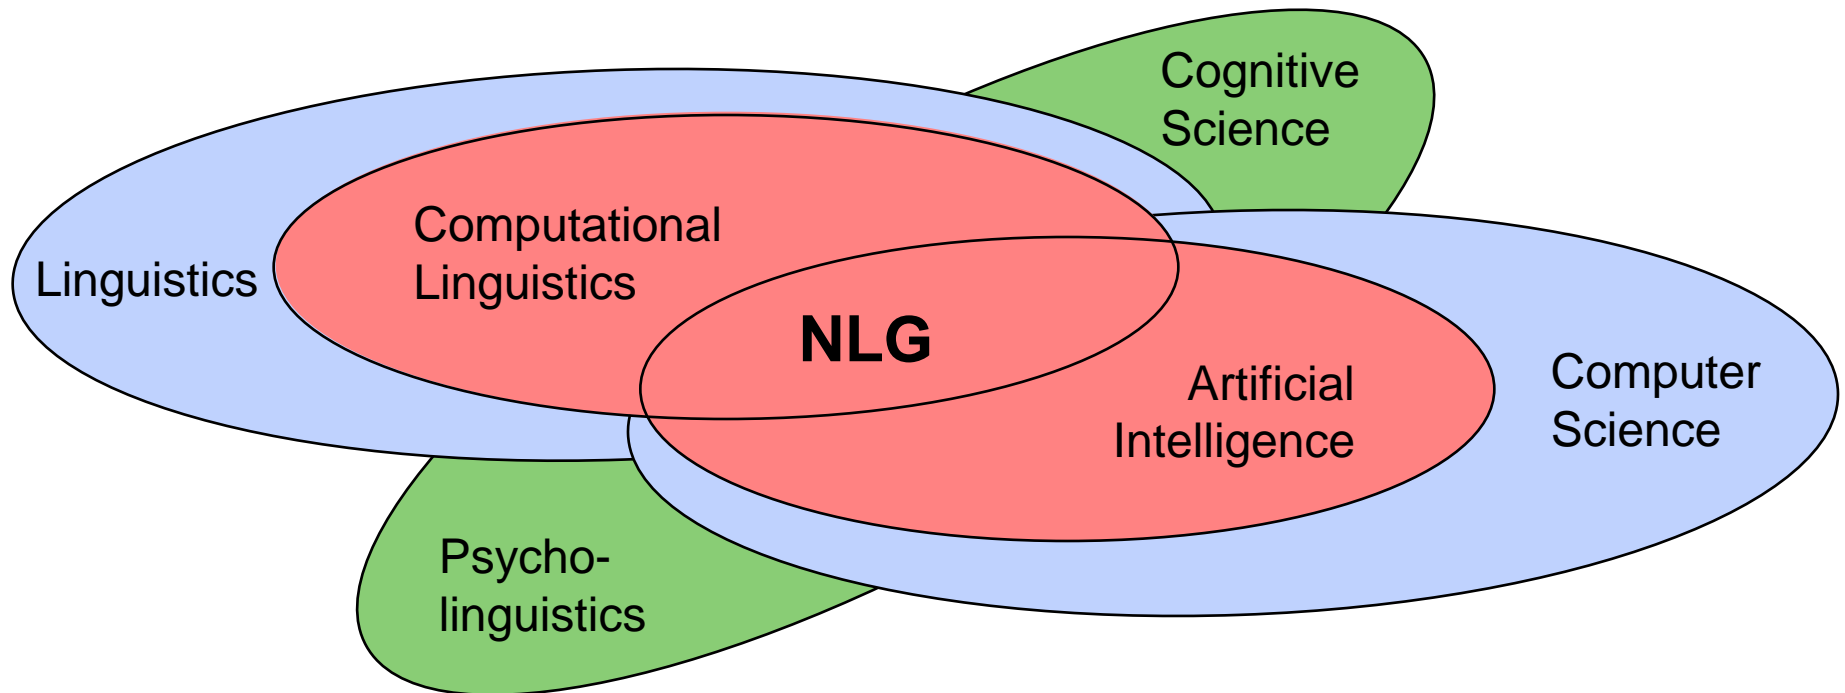 Cognitive
Science
Computational
Linguistics
Linguistics
NLG
Artificial
Intelligence
Computer
Science
Psycho-
linguistics